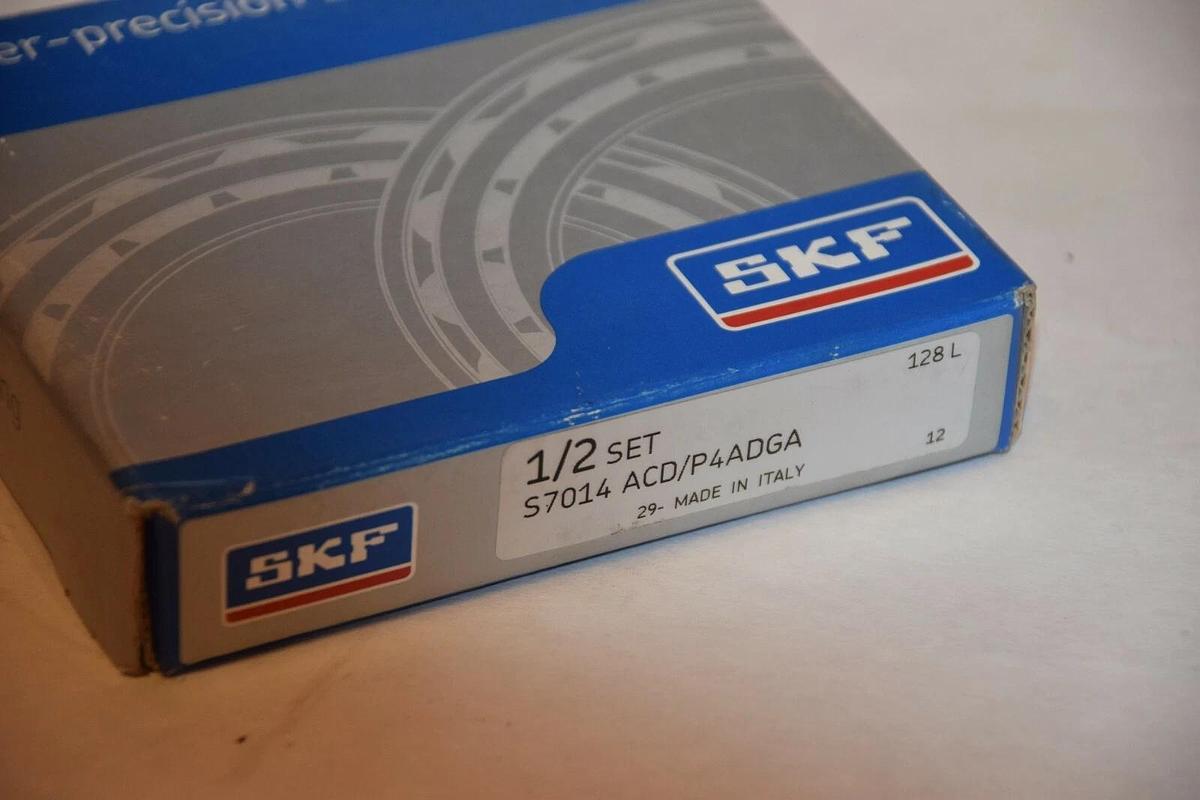 er-precision
SKF
128 L
1/2 SET
S7014 ACD/P4ADGA
12
29- MADE IN ITALY
SKF